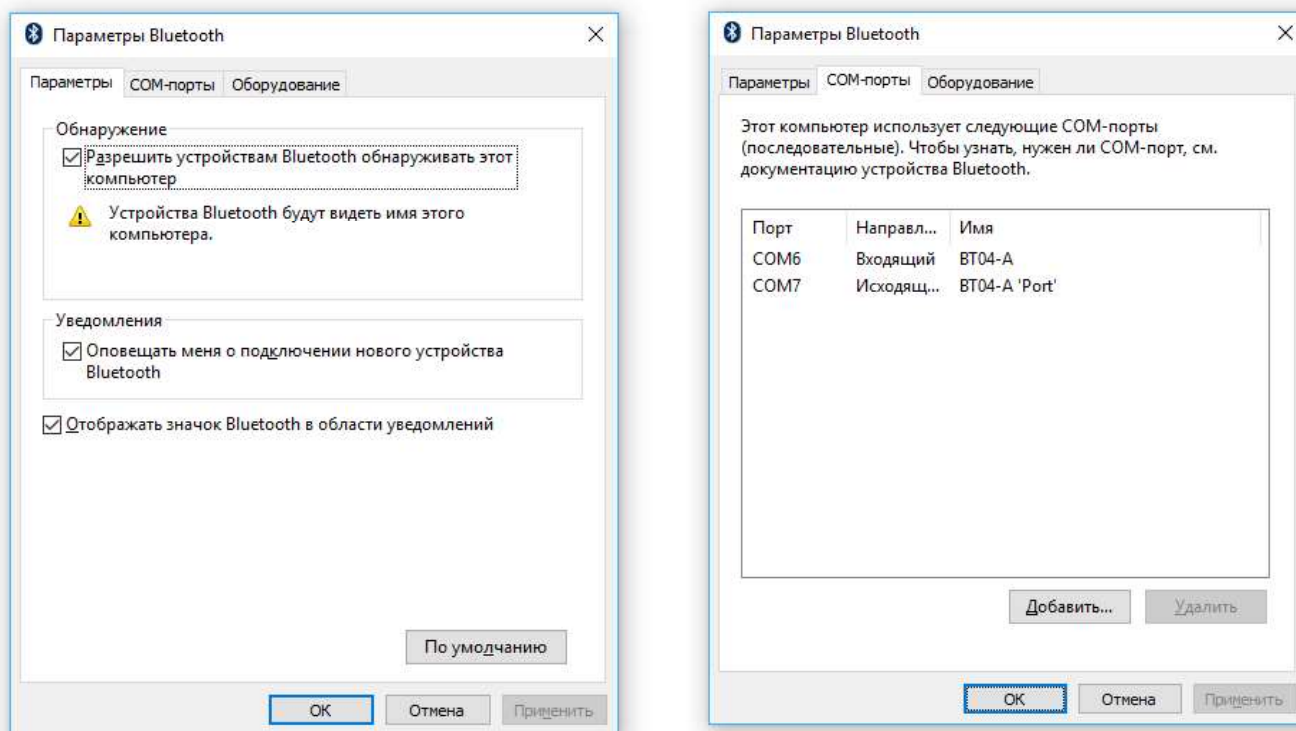 Параметры Bluetooth
Параметры COM-порты Оборудование
Обнаружение
Разрешить устройствам Bluetooth обнаруживать этот
компьютер
Устройства Bluetooth будут видеть имя этого
компьютера.
Уведомления
Оповещать меня о подключении нового устройства
Bluetooth
Отображать значок Bluetooth в области уведомлений
По умолчанию
ОК Отмена Применить
Параметры Bluetooth
Параметры COM-порты Оборудование
Этот компьютер использует следующие COM-порты
(последовательные). Чтобы узнать, нужен ли COM-порт, см.
документацию устройства Bluetooth.
Порт Направл... Имя
COM6 Входящий BT04-A
COM7 Исходящ... BT04-A 'Port'
Добавить... Удалить
ОК Отмена Применить